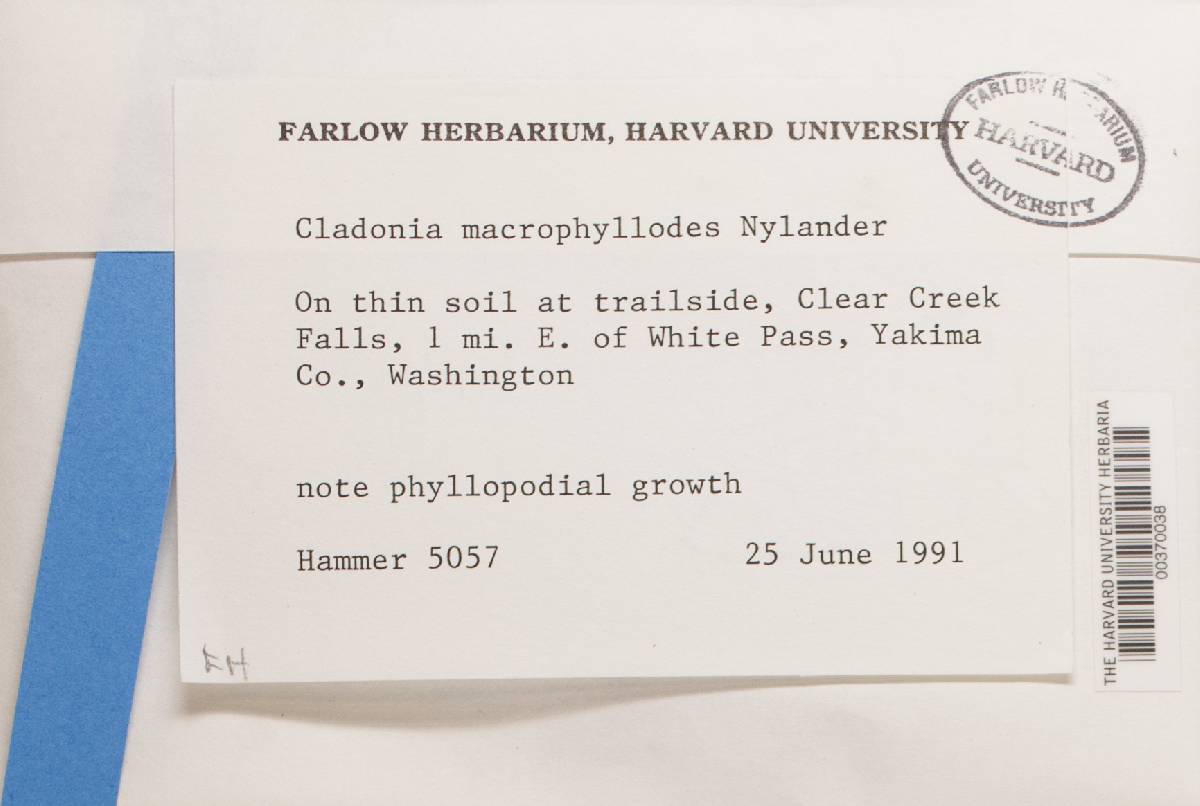 FARLOW HERBARIUM, HARVARD UNIVERSITY
FARLOW HERBARIUM
HARVARD
UNIVERSITY
Cladonia macrophyllodes Nylander
On thin soil at trailside, Clear Creek
Falls, 1 mi. E. of White Pass, Yakima
Co., Washington
note phyllopodial growth
Hammer 5057 25 June 1991
FH
THE HARVARD UNIVERSITY HERBARIA
00370038